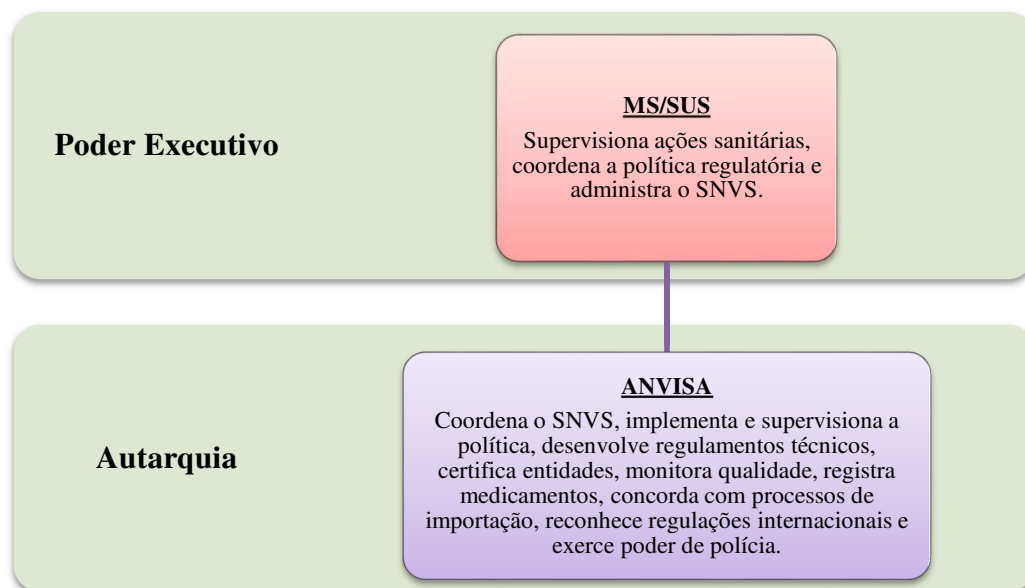 Poder Executivo
MS/SUS
Supervisiona ações sanitárias,
coordena a política regulatória e
administra o SNVS.
Autarquia
ANVISA
Coordena o SNVS, implementa e supervisiona a
política, desenvolve regulamentos técnicos,
certifica entidades, monitora qualidade, registra
medicamentos, concorda com processos de
importação, reconhece regulações internacionais e
exerce poder de polícia.